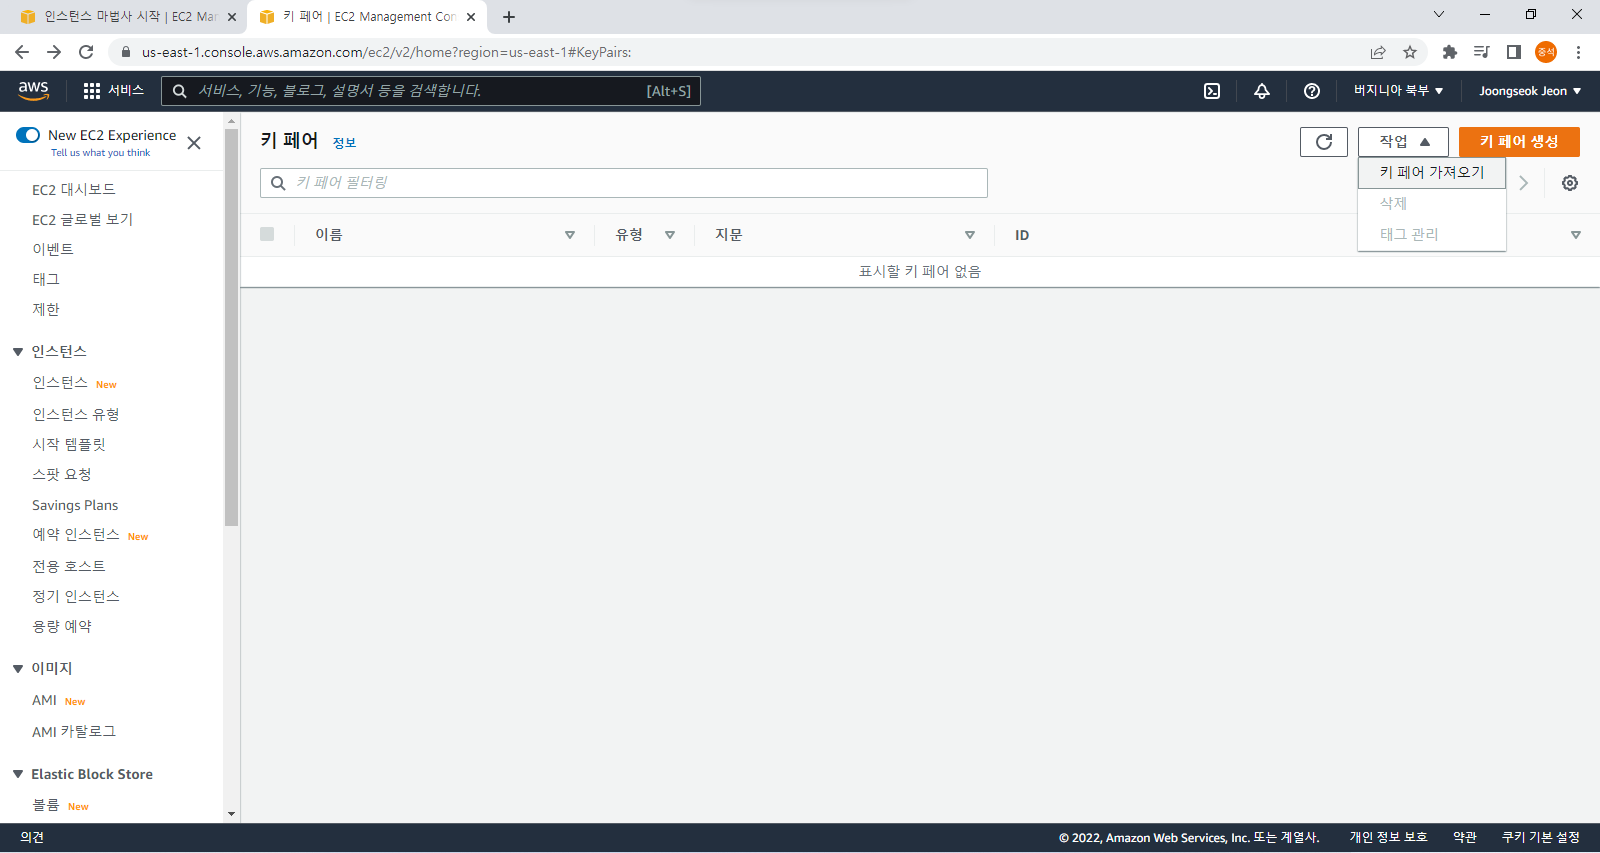 인스턴스 마법사 시작 | EC2 Mar
키 페어 | EC2 Management Con
us-east-1.console.aws.amazon.com/ec2/v2/home?region=us-east-1#KeyPairs:
중석
aws
서비스
서비스, 기능, 블로그, 설명서 등을 검색합니다.
[Alt+S]
버지니아 북부
Joongseok Jeon
New EC2 Experience
Tell us what you think
EC2 대시보드
EC2 글로벌 보기
이벤트
태그
제한
인스턴스
인스턴스 New
인스턴스 유형
시작 템플릿
스팟 요청
Savings Plans
예약 인스턴스 New
전용 호스트
정기 인스턴스
용량 예약
이미지
AMI New
AMI 카탈로그
Elastic Block Store
볼륨 New
키 페어 정보
작업
키 페어 생성
키 페어 가져오기
삭제
태그 관리
키 페어 필터링
이름
유형
지문
ID
표시할 키 페어 없음
의견
© 2022, Amazon Web Services, Inc. 또는 계열사.
개인 정보 보호
약관
쿠키 기본 설정